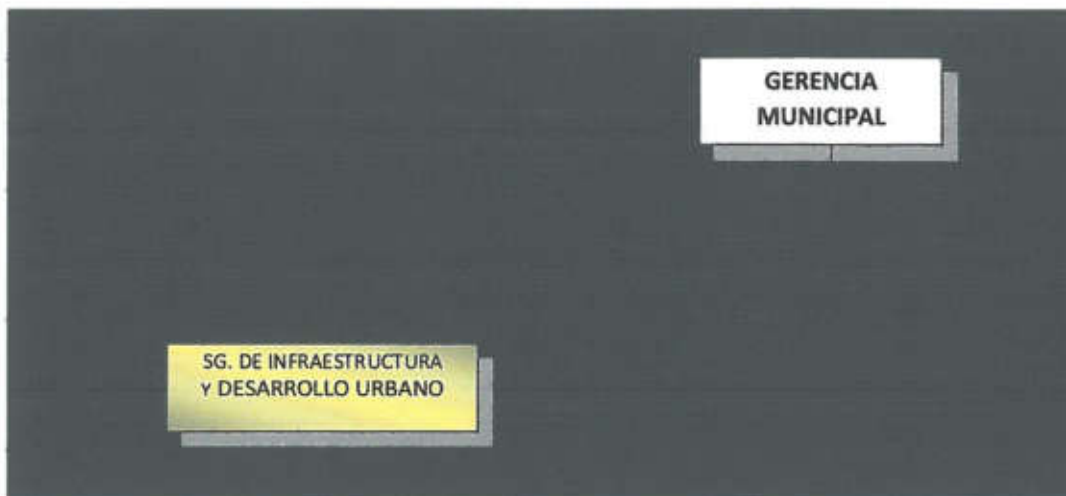 GERENCIA
MUNICIPAL
SG. DE INFRAESTRUCTURA
Y DESARROLLO URBANO